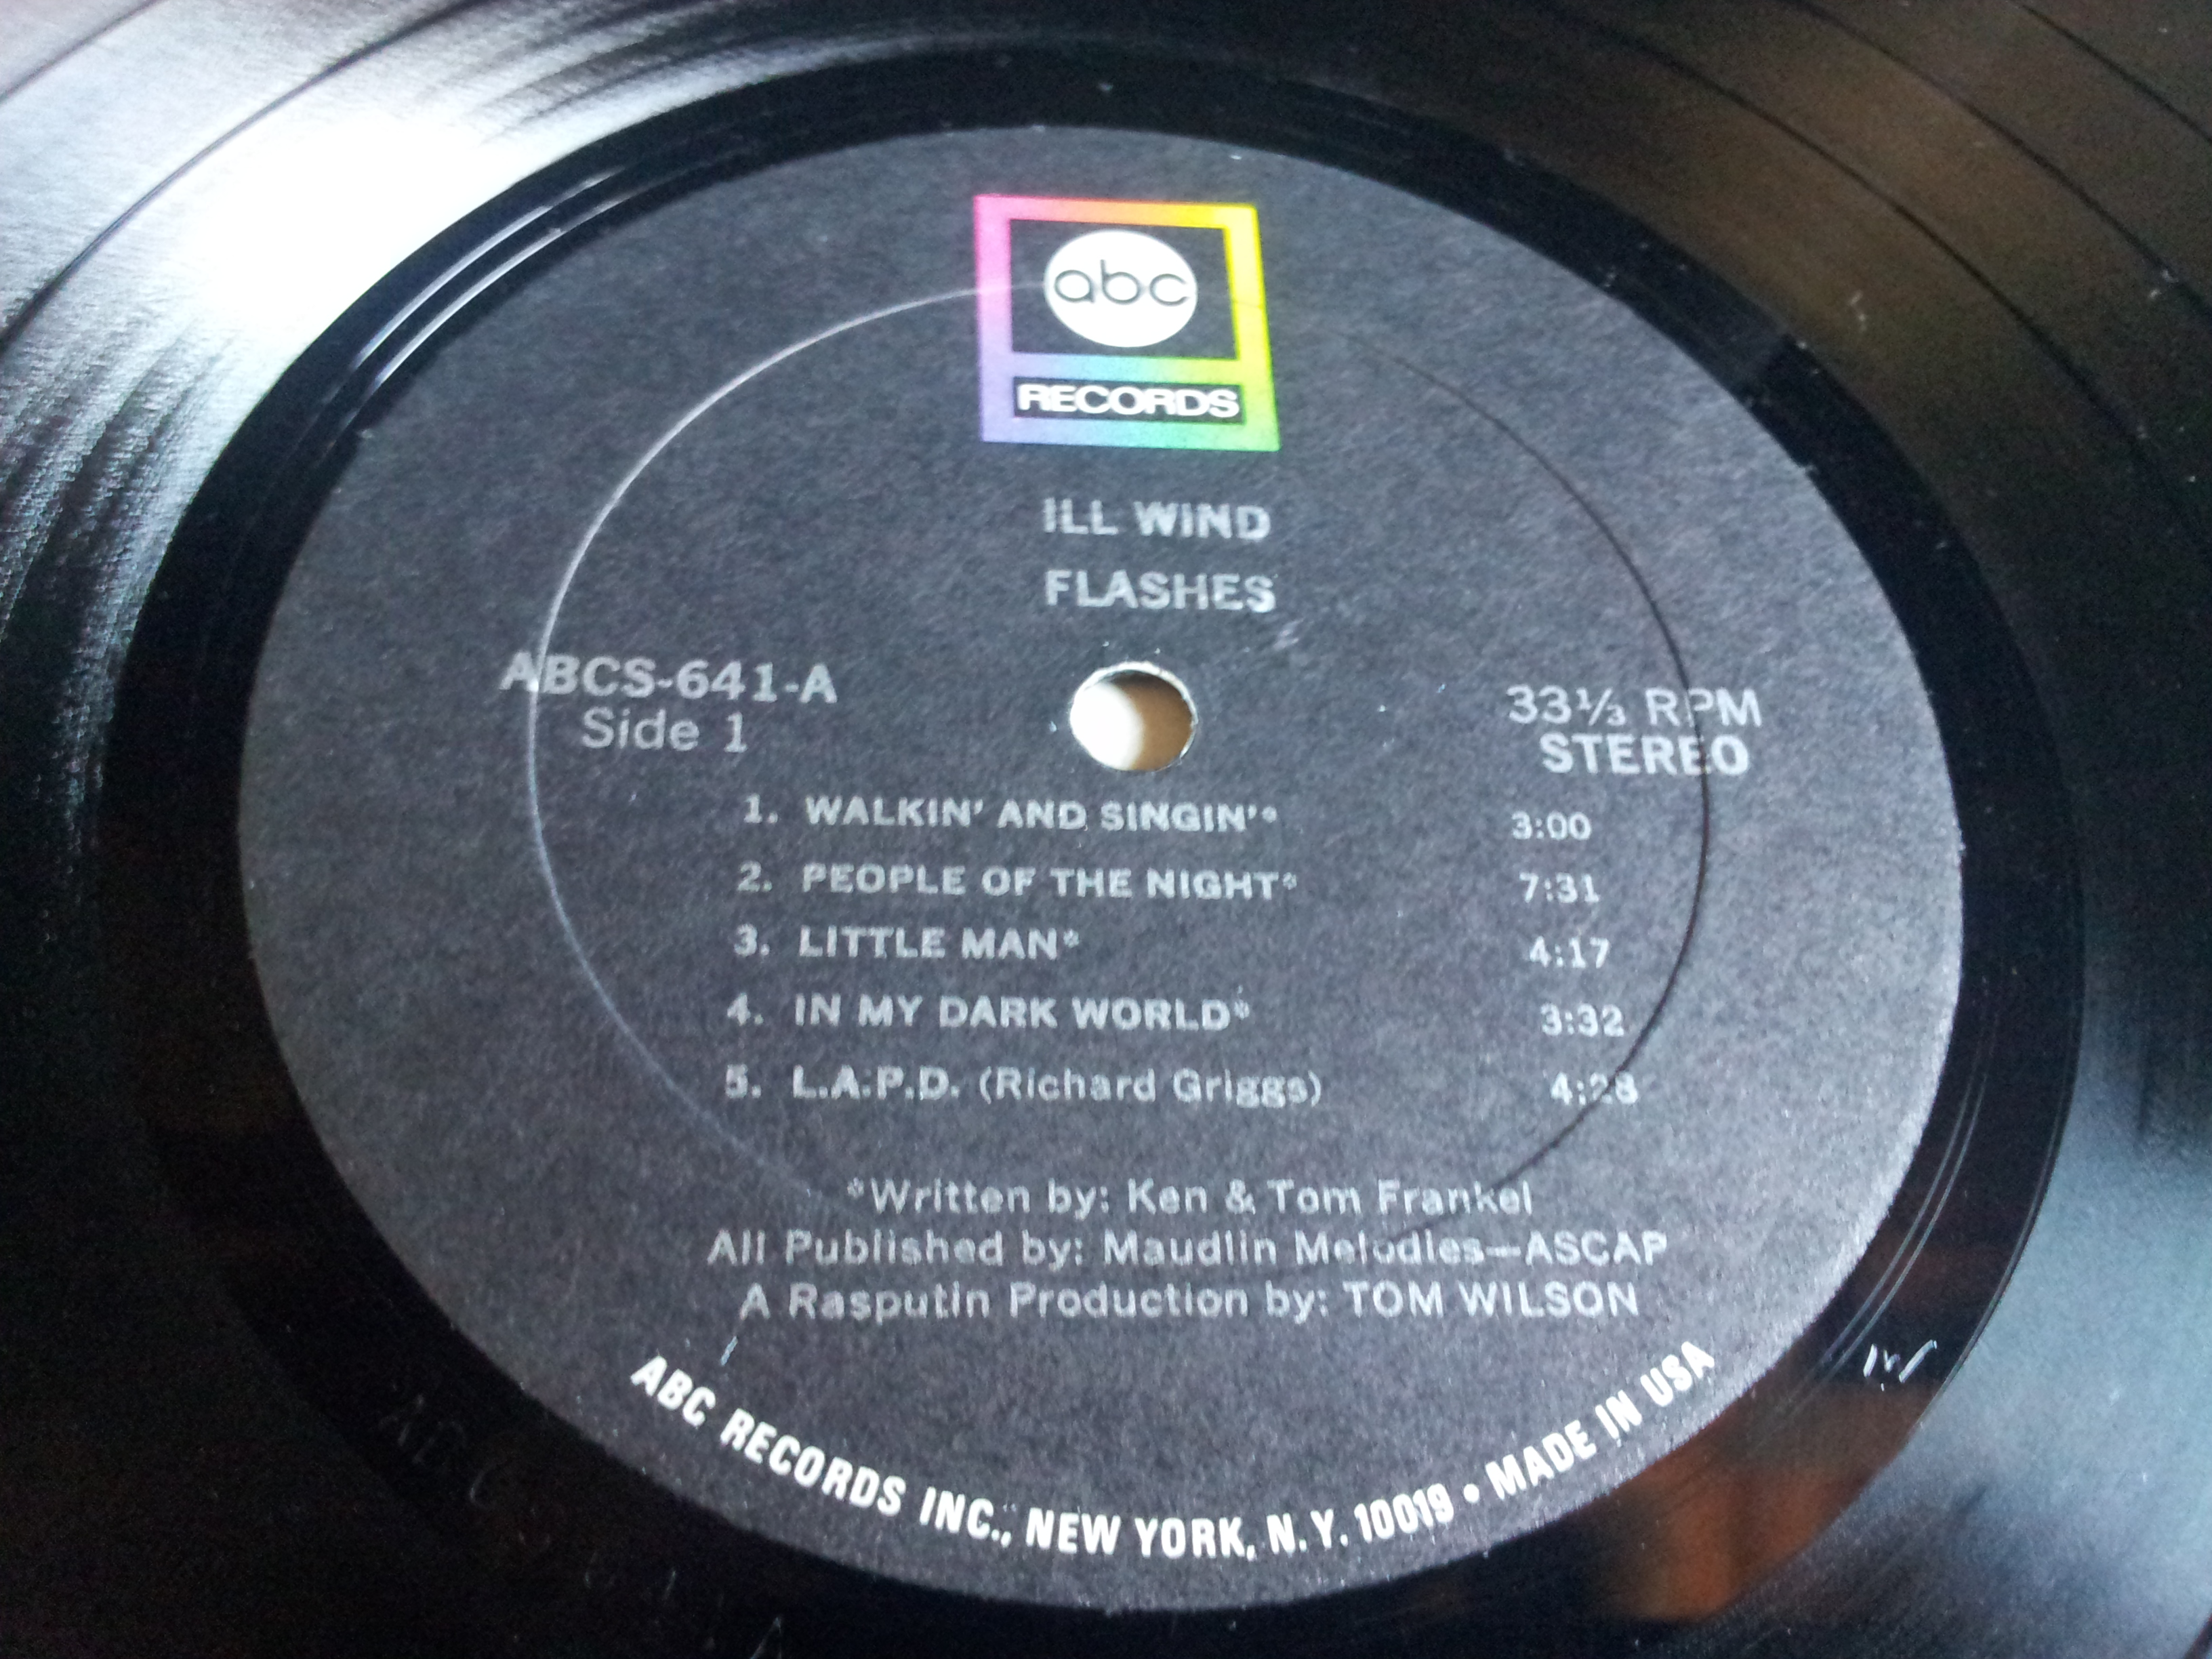 abc
RECORDS
ILL WIND
FLASHES
ABCS-641-A
Side 1
33⅓ RPM
STEREO
1. WALKIN' AND SINGIN'* 3:00
2. PEOPLE OF THE NIGHT* 7:31
3. LITTLE MAN* 4:17
4. IN MY DARK WORLD* 3:32
5. L.A.P.D. (Richard Griggs) 4:28
*Written by: Ken & Tom Frankel
All Published by: Maudlin Melodies—ASCAP
A Rasputin Production by: TOM WILSON
ABC RECORDS INC., NEW YORK, N.Y. 10019 • MADE IN USA